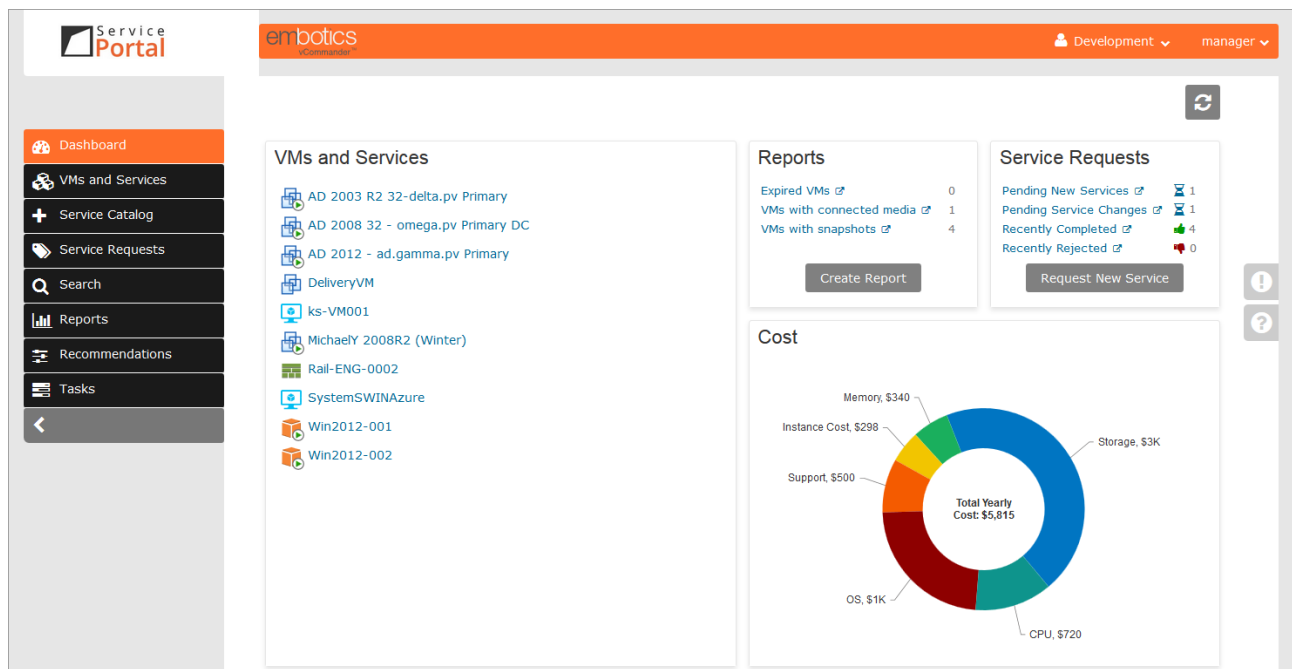 Service
Portal
embotics
vCommander™
Development
manager
Dashboard
VMs and Services
Service Catalog
Service Requests
Search
Reports
Recommendations
Tasks
VMs and Services
AD 2003 R2 32-delta.pv Primary
AD 2008 32 - omega.pv Primary DC
AD 2012 - ad.gamma.pv Primary
DeliveryVM
ks-VM001
MichaelY 2008R2 (Winter)
Rail-ENG-0002
SystemSWINAzure
Win2012-001
Win2012-002
Reports
Expired VMs 0
VMs with connected media 1
VMs with snapshots 4
Create Report
Service Requests
Pending New Services 1
Pending Service Changes 1
Recently Completed 4
Recently Rejected 0
Request New Service
Cost
Memory, $340
Instance Cost, $298
Storage, $3K
Support, $500
Total Yearly
Cost: $5,815
OS, $1K
CPU, $720